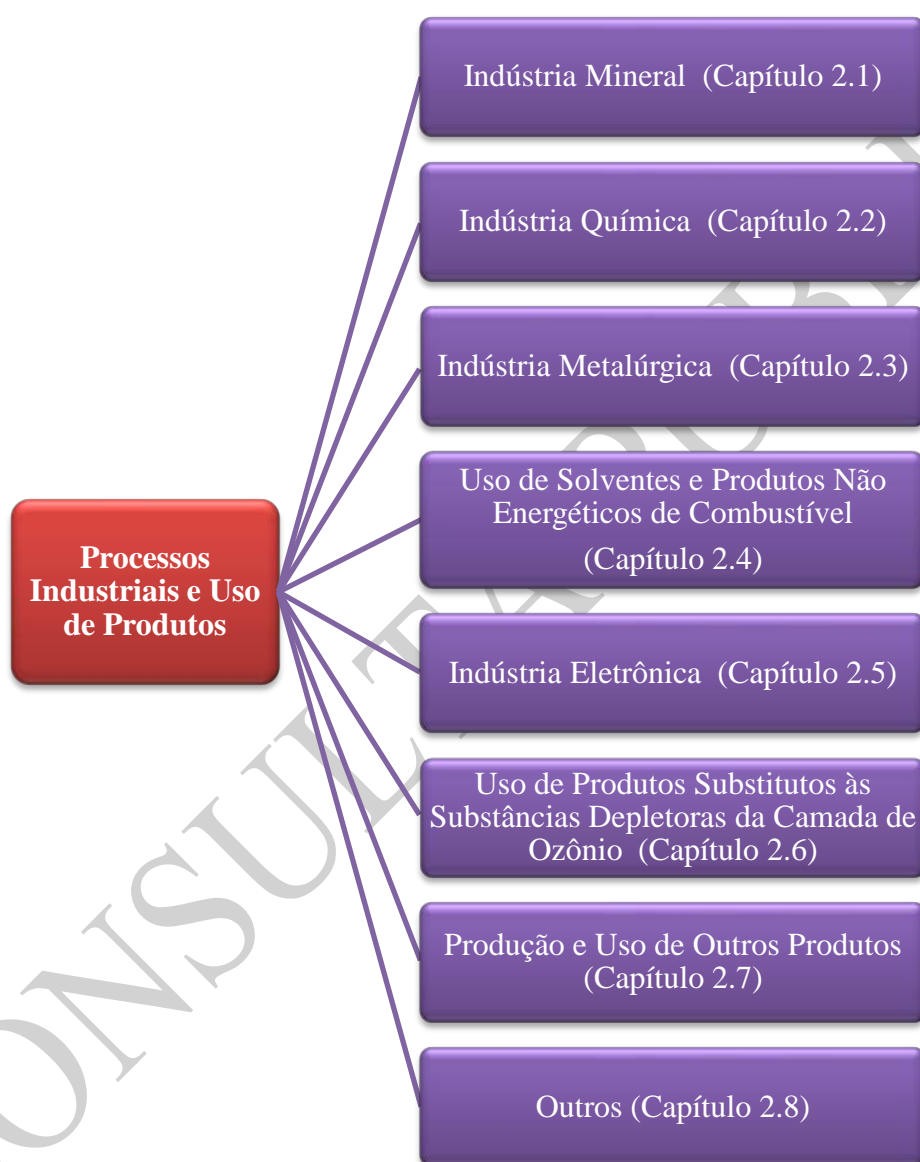 Indústria Mineral (Capítulo 2.1)
Indústria Química (Capítulo 2.2)
Indústria Metalúrgica (Capítulo 2.3)
Uso de Solventes e Produtos Não
Energéticos de Combustível
(Capítulo 2.4)
Processos
Industriais e Uso
de Produtos
Indústria Eletrônica (Capítulo 2.5)
Uso de Produtos Substitutos às
Substâncias Depletoras da Camada de
Ozônio (Capítulo 2.6)
Produção e Uso de Outros Produtos
(Capítulo 2.7)
Outros (Capítulo 2.8)